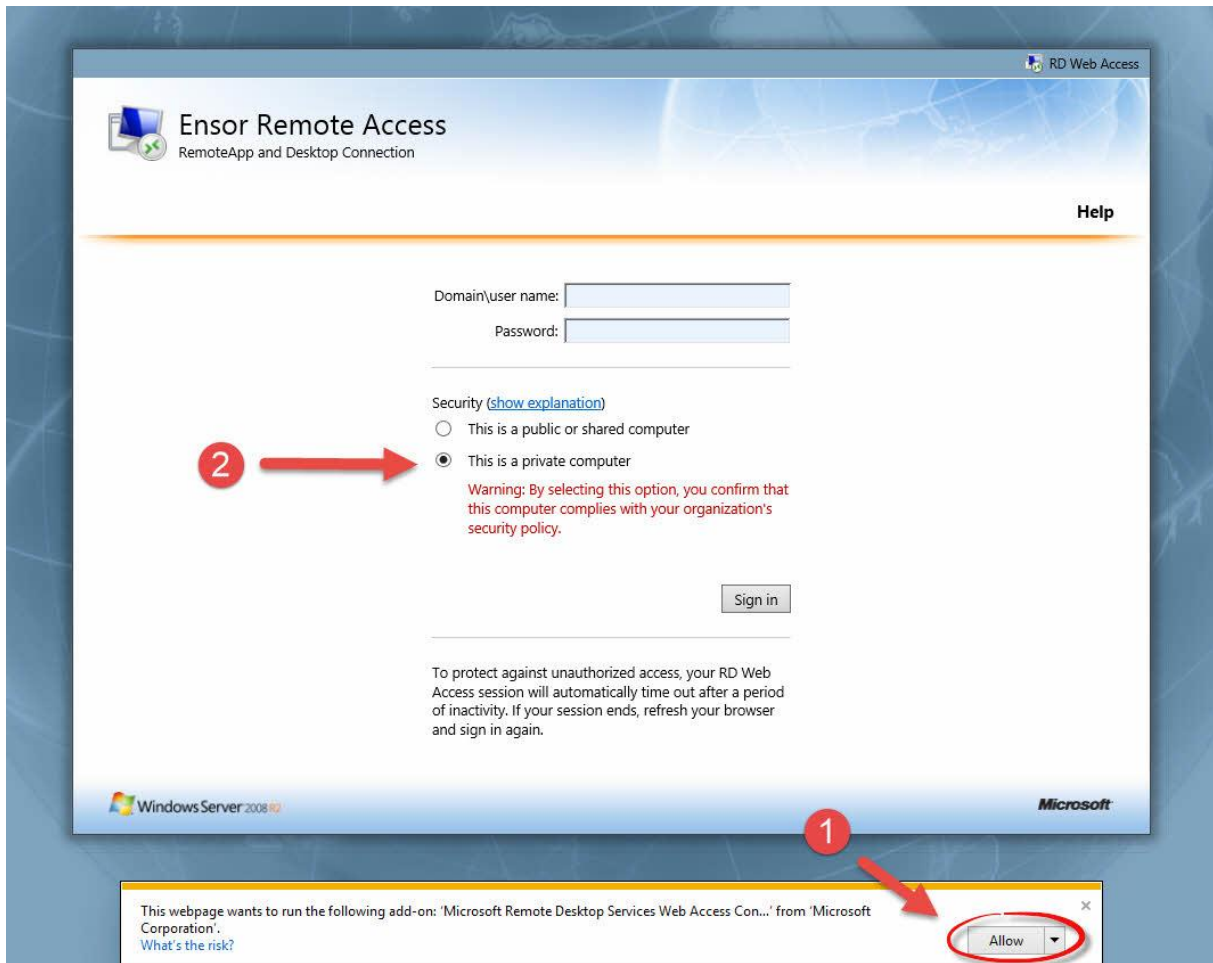 RD Web Access
Ensor Remote Access
RemoteApp and Desktop Connection
Help
Domain\user name:
Password:
Security (show explanation)
This is a public or shared computer
2
This is a private computer
Warning: By selecting this option, you confirm that
this computer complies with your organization's
security policy.
Sign in
To protect against unauthorized access, your RD Web
Access session will automatically time out after a period
of inactivity. If your session ends, refresh your browser
and sign in again.
Windows Server 2008 R2
Microsoft
1
This webpage wants to run the following add-on: 'Microsoft Remote Desktop Services Web Access Con...' from 'Microsoft
Corporation'.
What's the risk?
Allow